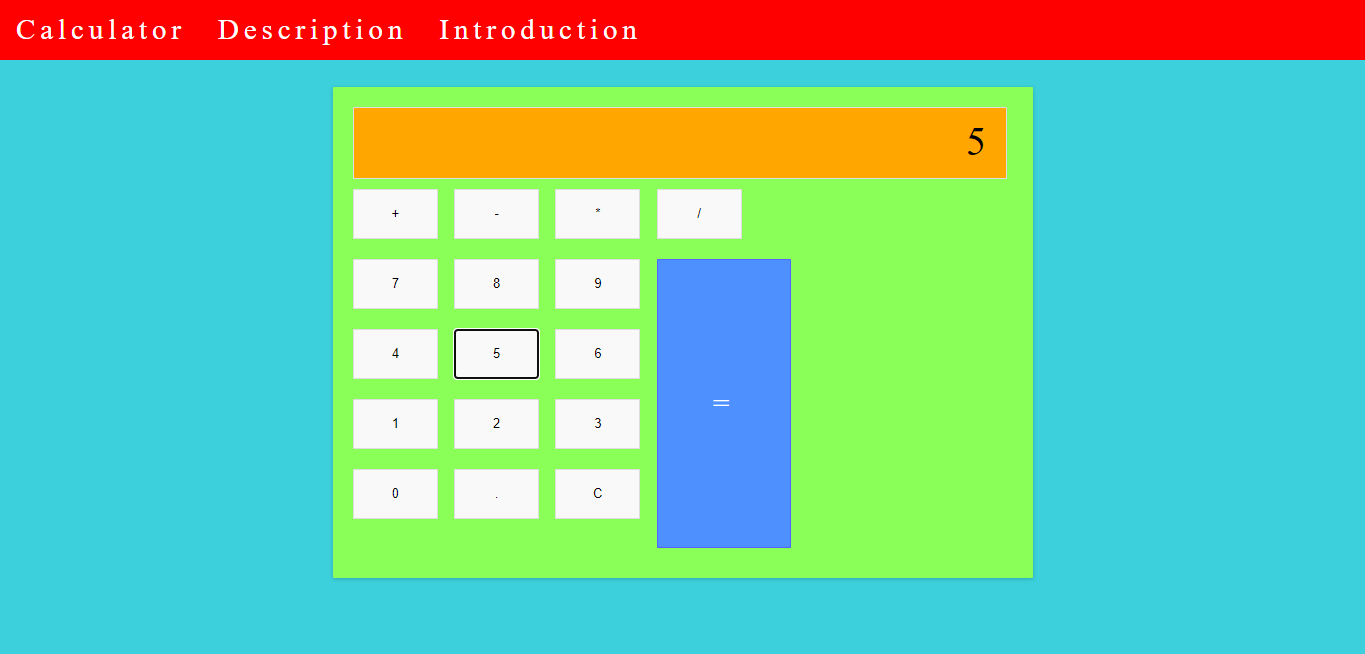 Calculator Description Introduction
5
+ - * /
7 8 9
4 5 6
=
1 2 3
0 . C